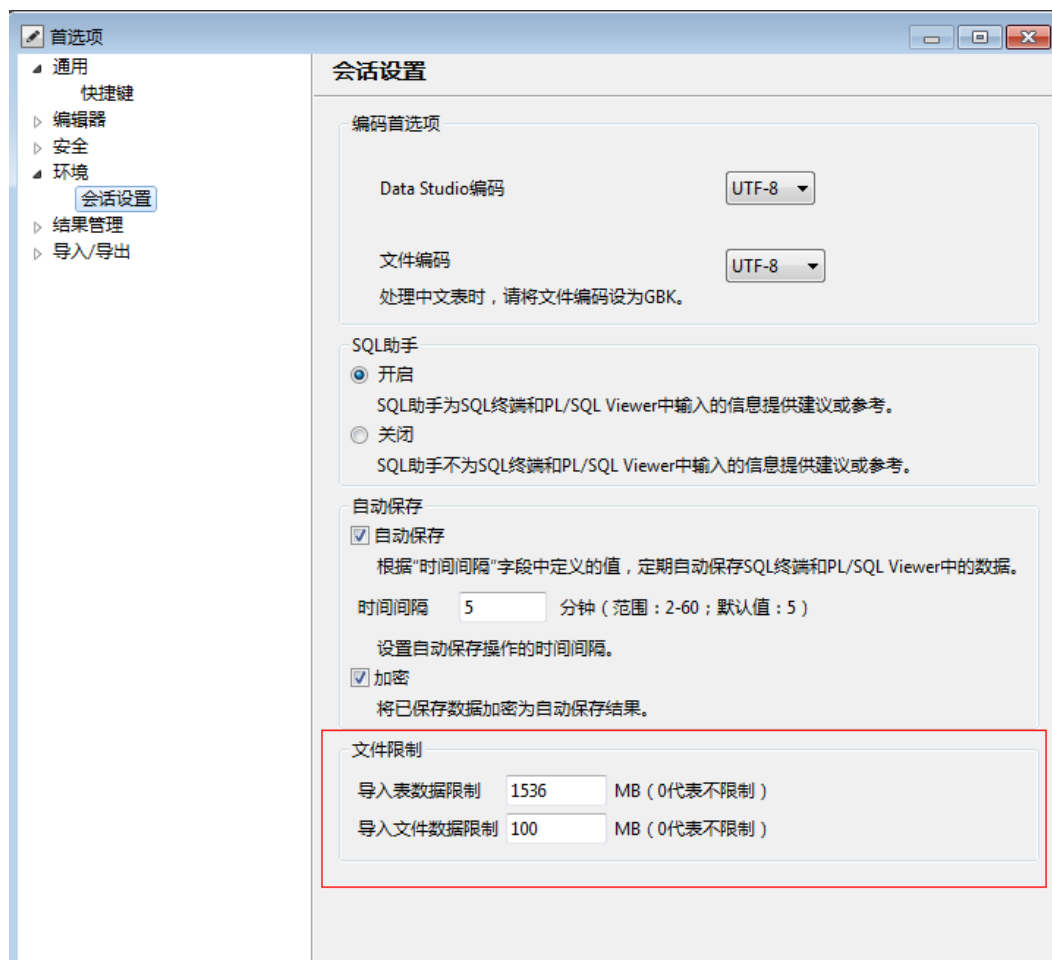 首选项
通用
快捷键
编辑器
安全
环境
会话设置
结果管理
导入/导出
会话设置
编码首选项
Data Studio编码 UTF-8
文件编码 UTF-8
处理中文表时，请将文件编码设为GBK。
SQL助手
开启
SQL助手为SQL终端和PL/SQL Viewer中输入的信息提供建议或参考。
关闭
SQL助手不为SQL终端和PL/SQL Viewer中输入的信息提供建议或参考。
自动保存
自动保存
根据“时间间隔”字段中定义的值，定期自动保存SQL终端和PL/SQL Viewer中的数据。
时间间隔 5 分钟（范围：2-60；默认值：5）
设置自动保存操作的时间间隔。
加密
将已保存数据加密为自动保存结果。
文件限制
导入表数据限制 1536 MB（0代表不限制）
导入文件数据限制 100 MB（0代表不限制）